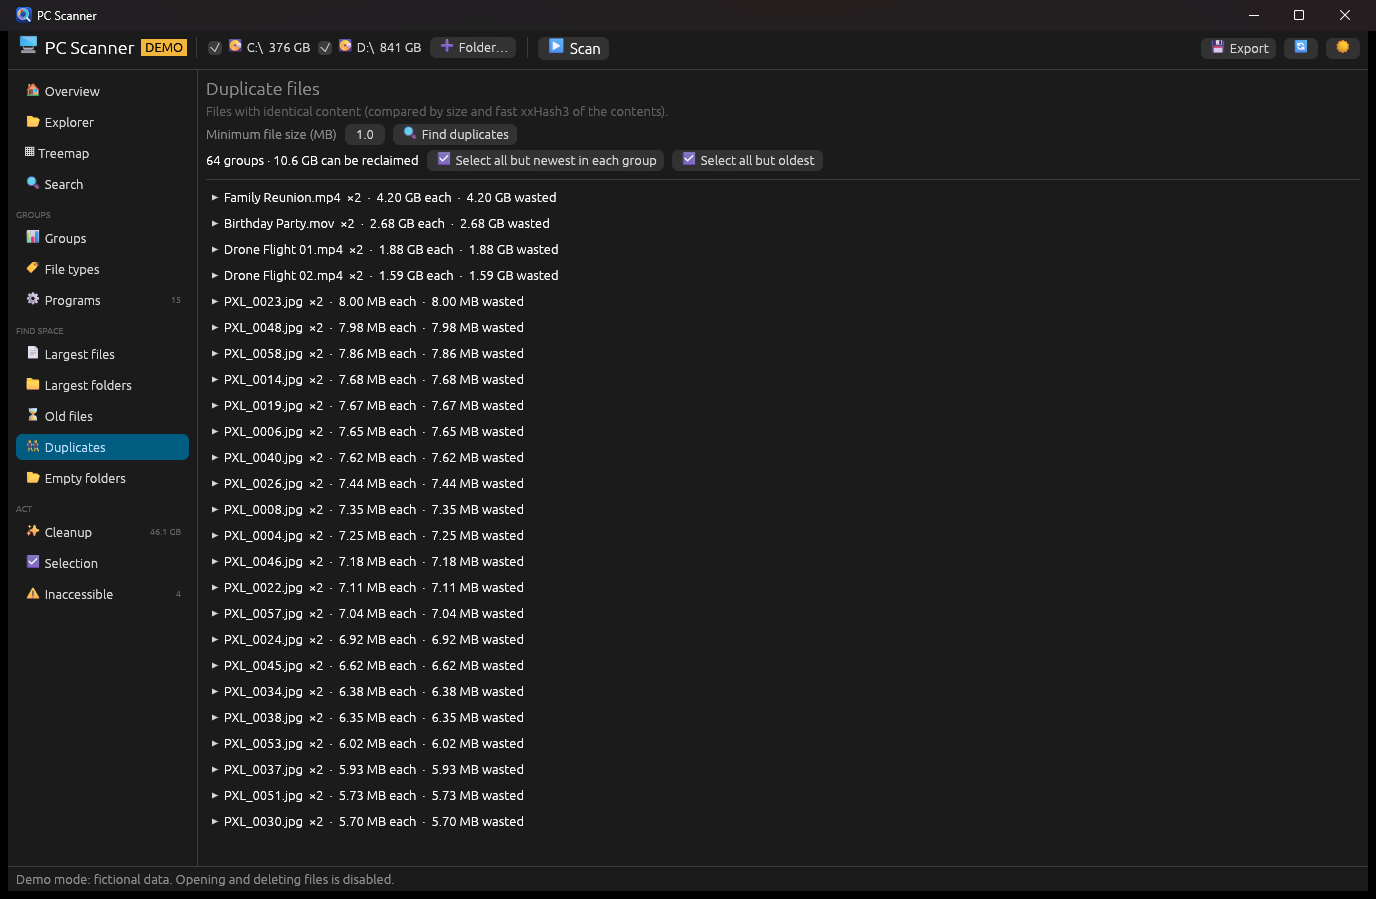 PC Scanner
PC Scanner DEMO C:\ 376 GB D:\ 841 GB Folder... Scan Export
Overview
Explorer
Treemap
Search
GROUPS
Groups
File types
Programs 15
FIND SPACE
Largest files
Largest folders
Old files
Duplicates
Empty folders
ACT
Cleanup 46.1 GB
Selection
Inaccessible 4
Duplicate files
Files with identical content (compared by size and fast xxHash3 of the contents).
Minimum file size (MB) 1.0 Find duplicates
64 groups · 10.6 GB can be reclaimed Select all but newest in each group Select all but oldest
Family Reunion.mp4 ×2 · 4.20 GB each · 4.20 GB wasted
Birthday Party.mov ×2 · 2.68 GB each · 2.68 GB wasted
Drone Flight 01.mp4 ×2 · 1.88 GB each · 1.88 GB wasted
Drone Flight 02.mp4 ×2 · 1.59 GB each · 1.59 GB wasted
PXL_0023.jpg ×2 · 8.00 MB each · 8.00 MB wasted
PXL_0048.jpg ×2 · 7.98 MB each · 7.98 MB wasted
PXL_0058.jpg ×2 · 7.86 MB each · 7.86 MB wasted
PXL_0014.jpg ×2 · 7.68 MB each · 7.68 MB wasted
PXL_0019.jpg ×2 · 7.67 MB each · 7.67 MB wasted
PXL_0006.jpg ×2 · 7.65 MB each · 7.65 MB wasted
PXL_0040.jpg ×2 · 7.62 MB each · 7.62 MB wasted
PXL_0026.jpg ×2 · 7.44 MB each · 7.44 MB wasted
PXL_0008.jpg ×2 · 7.35 MB each · 7.35 MB wasted
PXL_0004.jpg ×2 · 7.25 MB each · 7.25 MB wasted
PXL_0046.jpg ×2 · 7.18 MB each · 7.18 MB wasted
PXL_0022.jpg ×2 · 7.11 MB each · 7.11 MB wasted
PXL_0057.jpg ×2 · 7.04 MB each · 7.04 MB wasted
PXL_0024.jpg ×2 · 6.92 MB each · 6.92 MB wasted
PXL_0045.jpg ×2 · 6.62 MB each · 6.62 MB wasted
PXL_0034.jpg ×2 · 6.38 MB each · 6.38 MB wasted
PXL_0038.jpg ×2 · 6.35 MB each · 6.35 MB wasted
PXL_0053.jpg ×2 · 6.02 MB each · 6.02 MB wasted
PXL_0037.jpg ×2 · 5.93 MB each · 5.93 MB wasted
PXL_0051.jpg ×2 · 5.73 MB each · 5.73 MB wasted
PXL_0030.jpg ×2 · 5.70 MB each · 5.70 MB wasted
Demo mode: fictional data. Opening and deleting files is disabled.